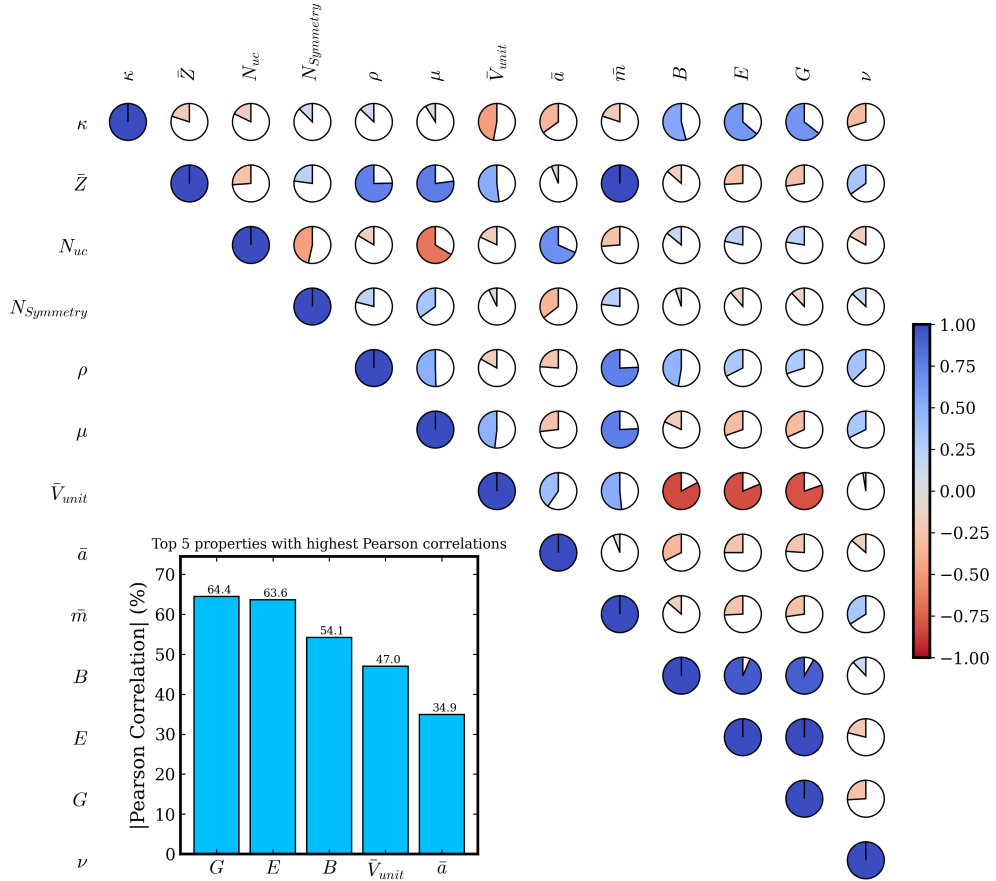 κ Z̄ N_uc N_Symmetry ρ μ V̄_unit ā m̄ B E G ν
κ
Z̄
N_uc
N_Symmetry
ρ
μ
V̄_unit
ā
m̄
B
E
G
ν
1.00
0.75
0.50
0.25
0.00
−0.25
−0.50
−0.75
−1.00
Top 5 properties with highest Pearson correlations
|Pearson Correlation| (%)
70
60
50
40
30
20
10
0
64.4 63.6 54.1 47.0 34.9
G E B V̄_unit ā